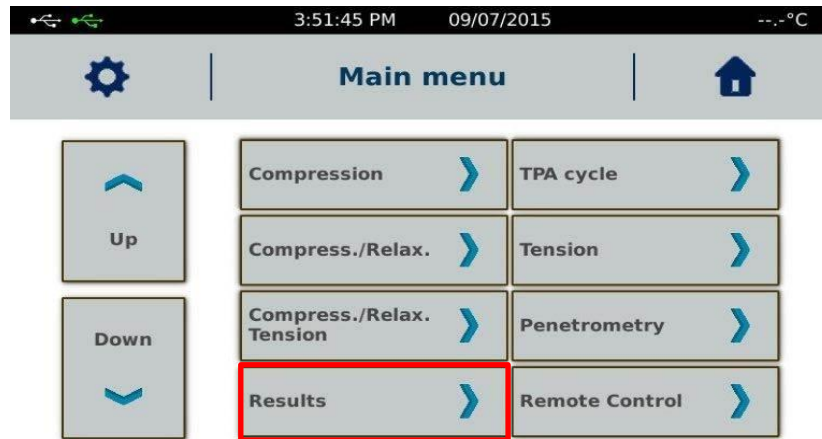 3:51:45 PM 09/07/2015 --.-°C
Main menu
Up
Down
Compression
TPA cycle
Compress./Relax.
Tension
Compress./Relax.
Tension
Penetrometry
Results
Remote Control